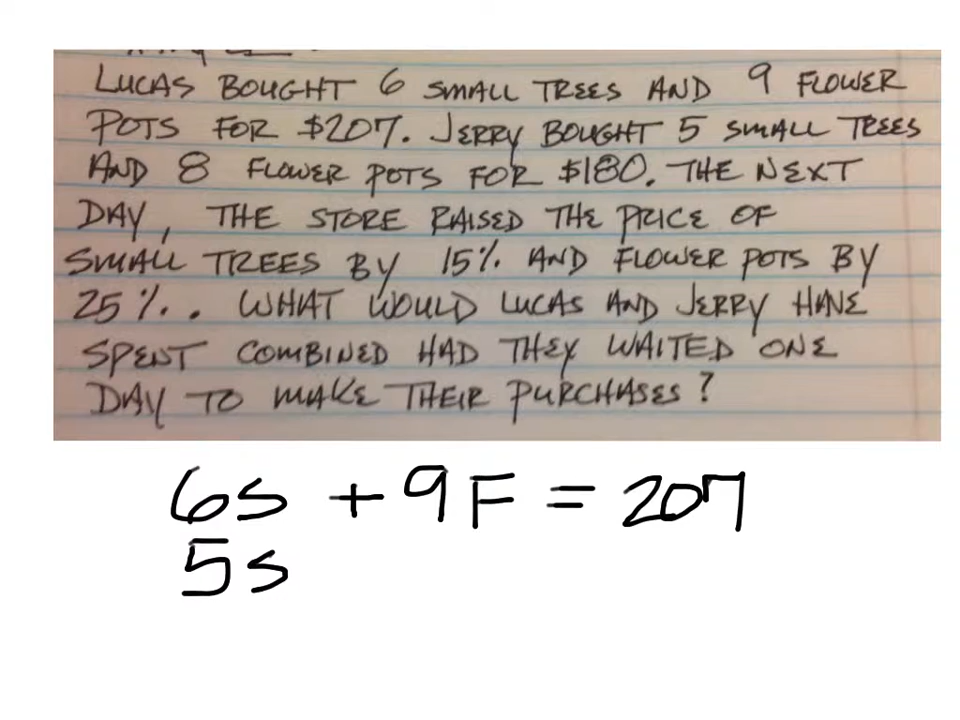 LUCAS BOUGHT 6 SMALL TREES AND 9 FLOWER
POTS FOR $207. JERRY BOUGHT 5 SMALL TREES
AND 8 FLOWER POTS FOR $180. THE NEXT
DAY, THE STORE RAISED THE PRICE OF
SMALL TREES BY 15% AND FLOWER POTS BY
25%.. WHAT WOULD LUCAS AND JERRY HAVE
SPENT COMBINED HAD THEY WAITED ONE
DAY TO MAKE THEIR PURCHASES?
6S + 9F = 207
5S